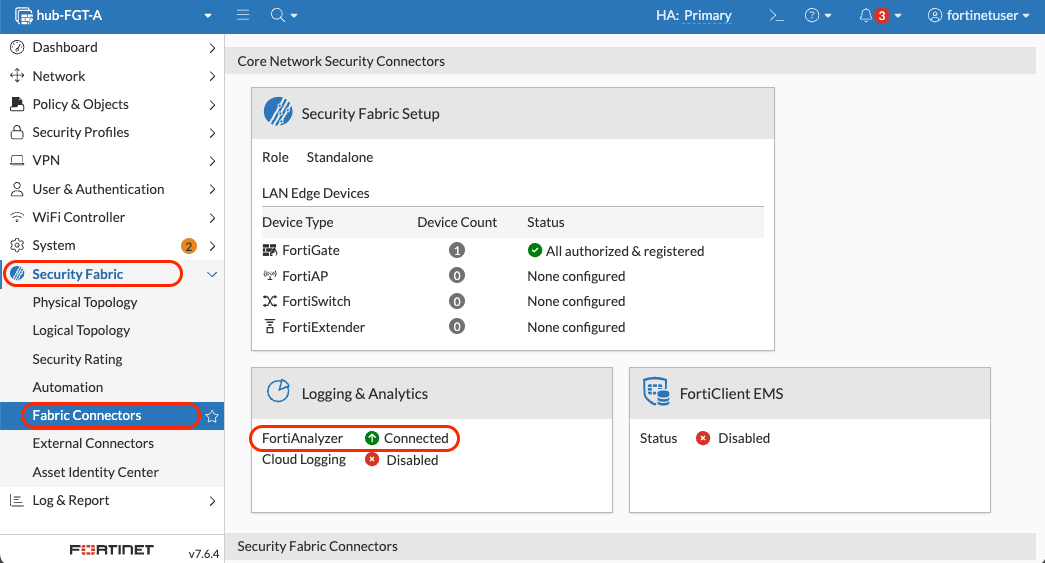 hub-FGT-A
HA: Primary
3
fortinetuser
Dashboard
Network
Policy & Objects
Security Profiles
VPN
User & Authentication
WiFi Controller
System 2
Security Fabric
Physical Topology
Logical Topology
Security Rating
Automation
Fabric Connectors
External Connectors
Asset Identity Center
Log & Report
FORTINET v7.6.4
Core Network Security Connectors
Security Fabric Setup
Role Standalone
LAN Edge Devices
Device Type Device Count Status
FortiGate 1 All authorized & registered
FortiAP 0 None configured
FortiSwitch 0 None configured
FortiExtender 0 None configured
Logging & Analytics
FortiAnalyzer Connected
Cloud Logging Disabled
FortiClient EMS
Status Disabled
Security Fabric Connectors